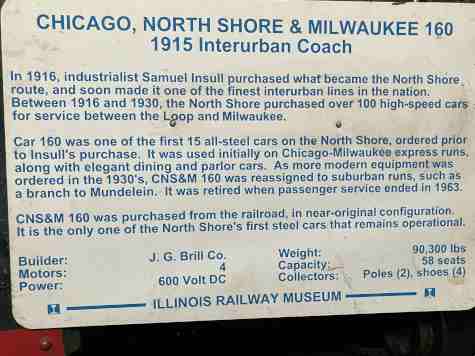 CHICAGO, NORTH SHORE & MILWAUKEE 160
1915 Interurban Coach
In 1916, industrialist Samuel Insull purchased what became the North Shore
route, and soon made it one of the finest interurban lines in the nation.
Between 1916 and 1930, the North Shore purchased over 100 high-speed cars
for service between the Loop and Milwaukee.
Car 160 was one of the first 15 all-steel cars on the North Shore, ordered prior
to Insull's purchase. It was used initially on Chicago-Milwaukee express runs,
along with elegant dining and parlor cars. As more modern equipment was
ordered in the 1930's, CNS&M 160 was reassigned to suburban runs, such as
a branch to Mundelein. It was retired when passenger service ended in 1963.
CNS&M 160 was purchased from the railroad, in near-original configuration.
It is the only one of the North Shore's first steel cars that remains operational.
Builder: J. G. Brill Co. Weight: 90,300 lbs
Motors: 4 Capacity: 58 seats
Power: 600 Volt DC Collectors: Poles (2), shoes (4)
ILLINOIS RAILWAY MUSEUM